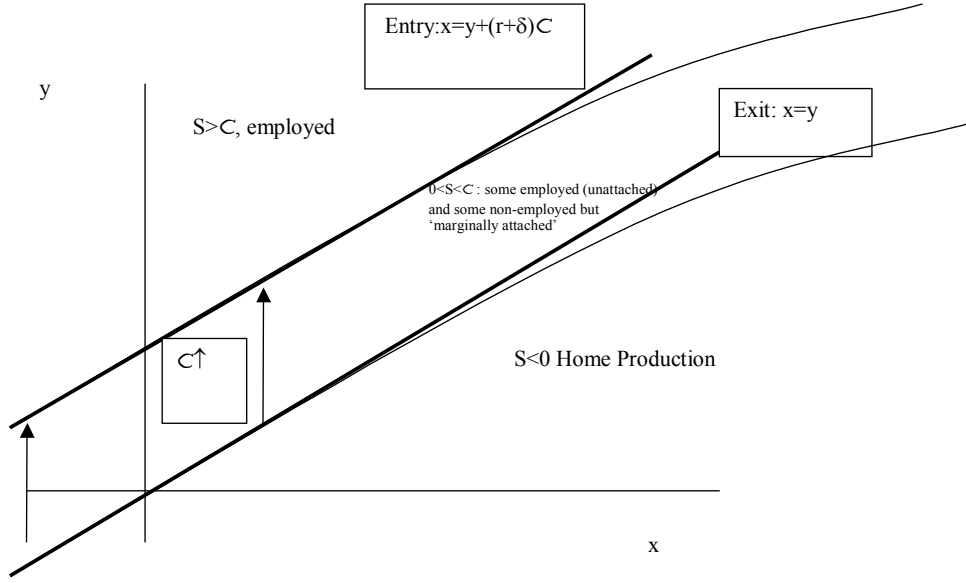 Entry:x=y+(r+δ)C
y
Exit: x=y
S>C, employed
0<S<C : some employed (unattached)
and some non-employed but
‘marginally attached’
C↑
S<0 Home Production
x